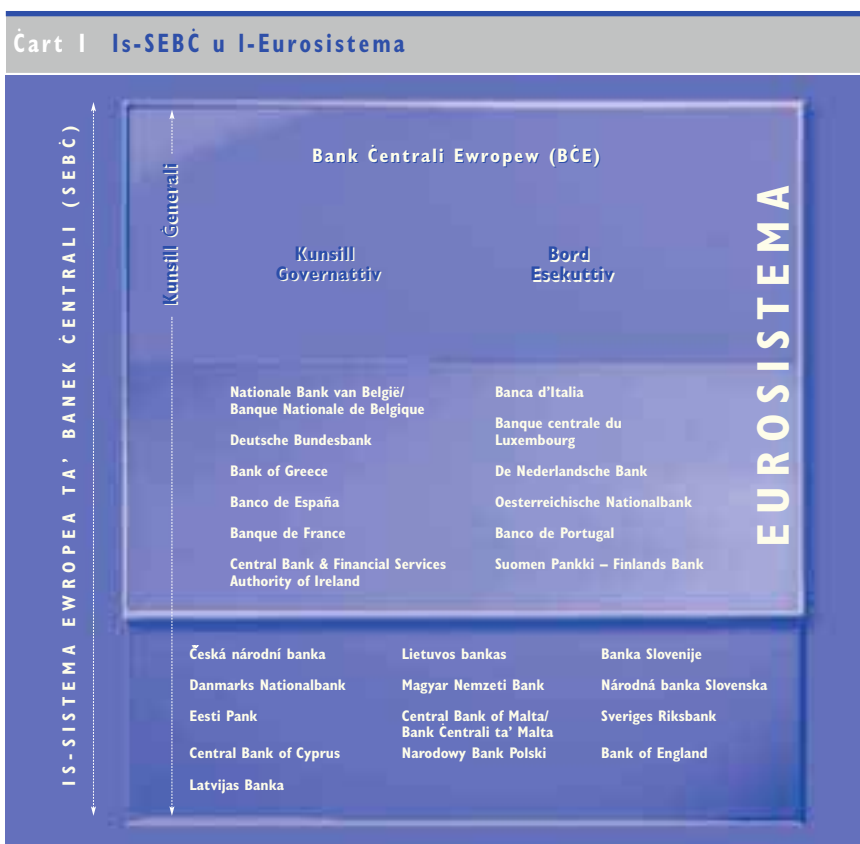 Ċart 1 Is-SEBĊ u l-Eurosistema
IS-SISTEMA EWROPEA TA' BANEK ĊENTRALI (SEBĊ)
Kunsill Ġenerali
Bank Ċentrali Ewropew (BĊE)
Kunsill
Governattiv
Bord
Esekuttiv
EUROSISTEMA
Nationale Bank van België/
Banque Nationale de Belgique
Deutsche Bundesbank
Bank of Greece
Banco de España
Banque de France
Central Bank & Financial Services
Authority of Ireland
Banca d'Italia
Banque centrale du
Luxembourg
De Nederlandsche Bank
Oesterreichische Nationalbank
Banco de Portugal
Suomen Pankki – Finlands Bank
Česká národní banka
Danmarks Nationalbank
Eesti Pank
Central Bank of Cyprus
Latvijas Banka
Lietuvos bankas
Magyar Nemzeti Bank
Central Bank of Malta/
Bank Ċentrali ta' Malta
Narodowy Bank Polski
Banka Slovenije
Národná banka Slovenska
Sveriges Riksbank
Bank of England